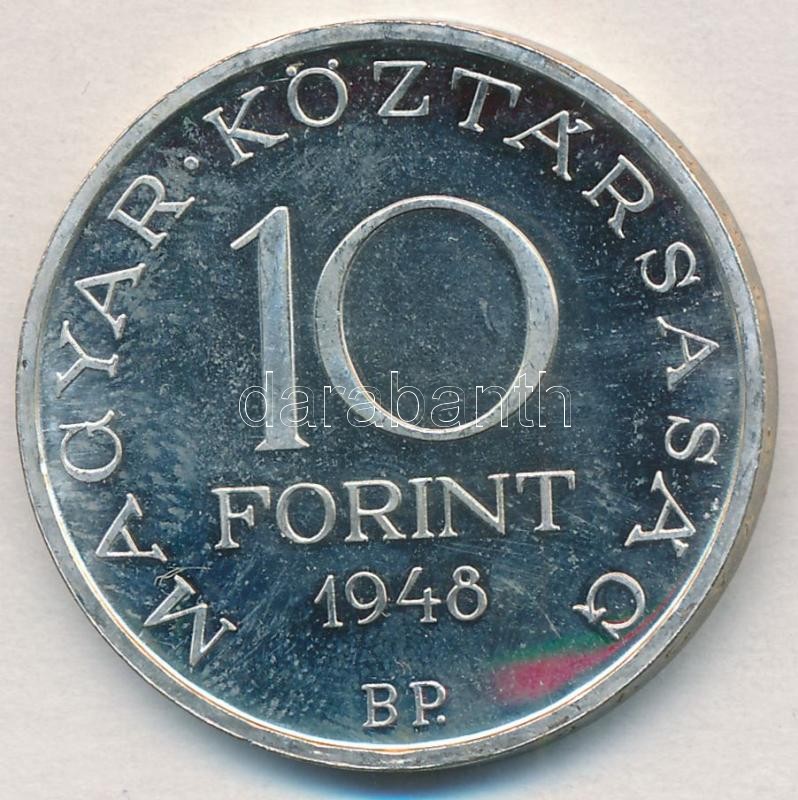 MAGYAR·KÖZTÁRSASÁG
10
darabanth
FORINT
1948
BP.